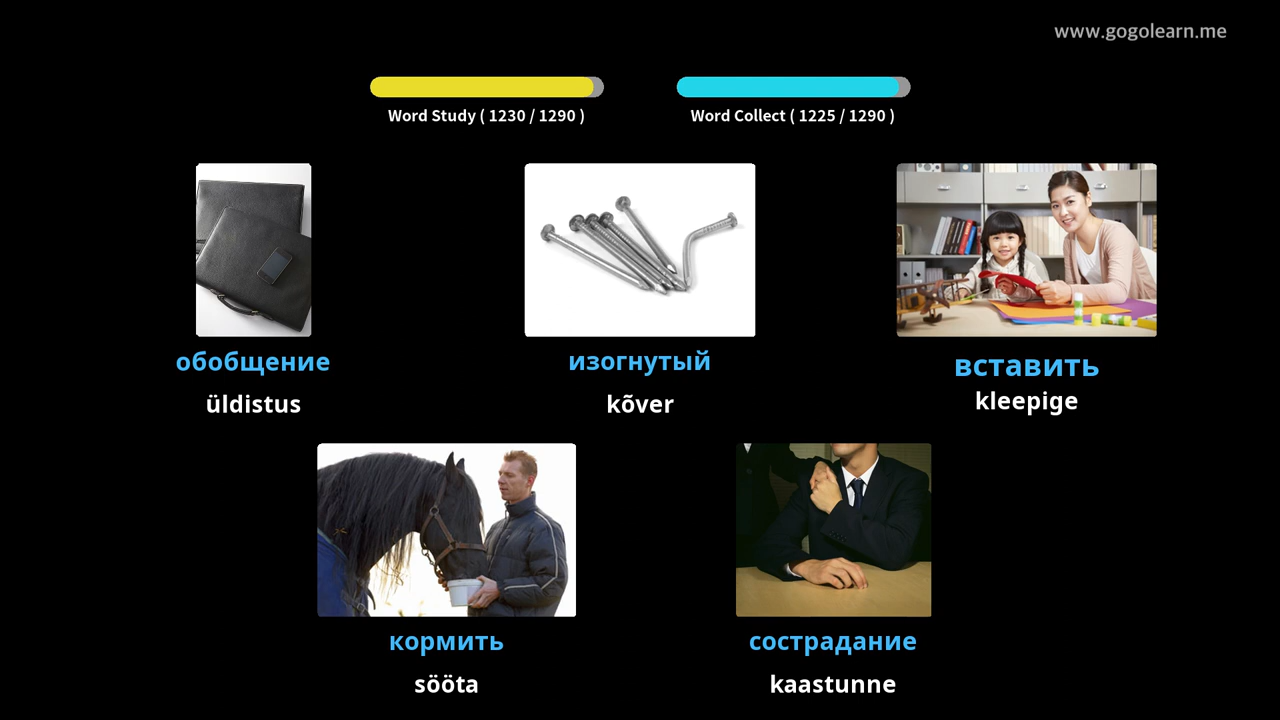 www.gogolearn.me
Word Study ( 1230 / 1290 )
Word Collect ( 1225 / 1290 )
обобщение
üldistus
изогнутый
kõver
вставить
kleepige
кормить
sööta
сострадание
kaastunne